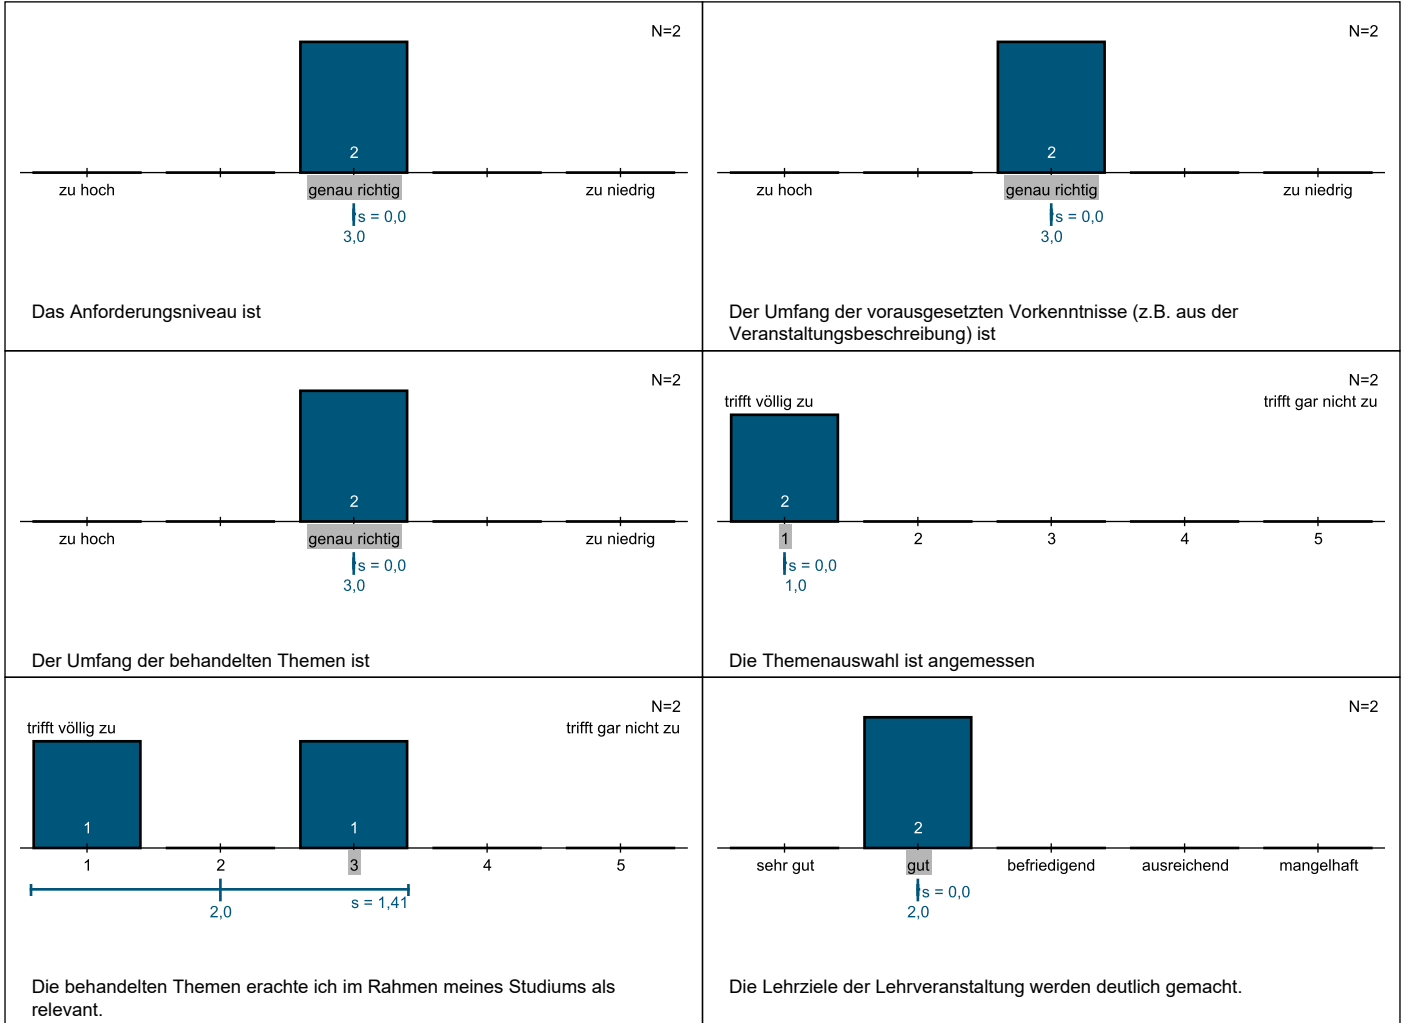 N=2
2
zu hoch
genau richtig
zu niedrig
s = 0,0
3,0
Das Anforderungsniveau ist
N=2
2
zu hoch
genau richtig
zu niedrig
s = 0,0
3,0
Der Umfang der vorausgesetzten Vorkenntnisse (z.B. aus der
Veranstaltungsbeschreibung) ist
N=2
2
zu hoch
genau richtig
zu niedrig
s = 0,0
3,0
Der Umfang der behandelten Themen ist
N=2
trifft völlig zu
trifft gar nicht zu
2
1
2
3
4
5
s = 0,0
1,0
Die Themenauswahl ist angemessen
N=2
trifft völlig zu
trifft gar nicht zu
1
1
1
2
3
4
5
s = 1,41
2,0
Die behandelten Themen erachte ich im Rahmen meines Studiums als
relevant.
N=2
2
sehr gut
gut
befriedigend
ausreichend
mangelhaft
s = 0,0
2,0
Die Lehrziele der Lehrveranstaltung werden deutlich gemacht.